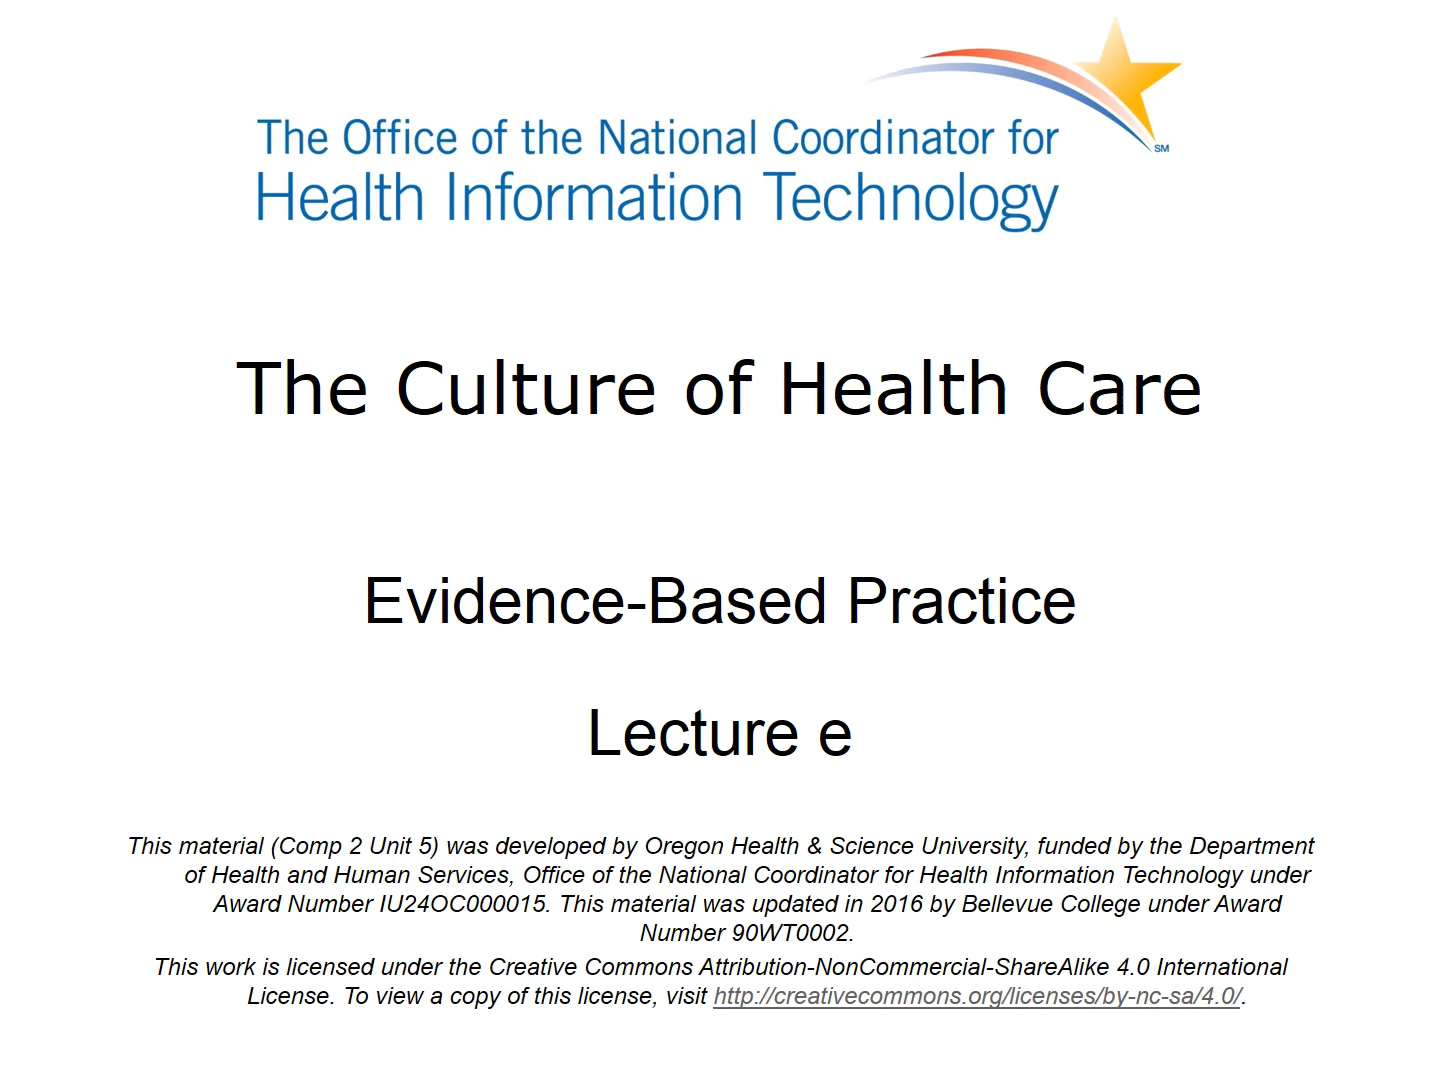 The Office of the National Coordinator for
Health Information Technology
SM
The Culture of Health Care
Evidence-Based Practice
Lecture e
This material (Comp 2 Unit 5) was developed by Oregon Health & Science University, funded by the Department
of Health and Human Services, Office of the National Coordinator for Health Information Technology under
Award Number IU24OC000015. This material was updated in 2016 by Bellevue College under Award
Number 90WT0002.
This work is licensed under the Creative Commons Attribution-NonCommercial-ShareAlike 4.0 International
License. To view a copy of this license, visit http://creativecommons.org/licenses/by-nc-sa/4.0/.